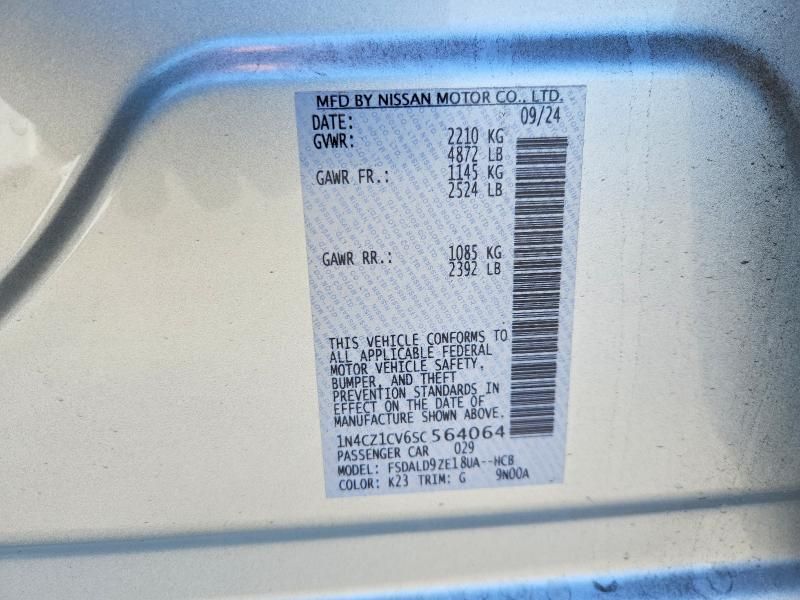 MFD BY NISSAN MOTOR CO., LTD.
DATE: 09/24
GVWR: 2210 KG
4872 LB
GAWR FR.: 1145 KG
2524 LB
GAWR RR.: 1085 KG
2392 LB
THIS VEHICLE CONFORMS TO
ALL APPLICABLE FEDERAL
MOTOR VEHICLE SAFETY,
BUMPER, AND THEFT
PREVENTION STANDARDS IN
EFFECT ON THE DATE OF
MANUFACTURE SHOWN ABOVE.
1N4CZ1CV6SC564064
PASSENGER CAR 029
MODEL: FSDALD9ZE18UA--HCB
COLOR: K23 TRIM: G 9N00A